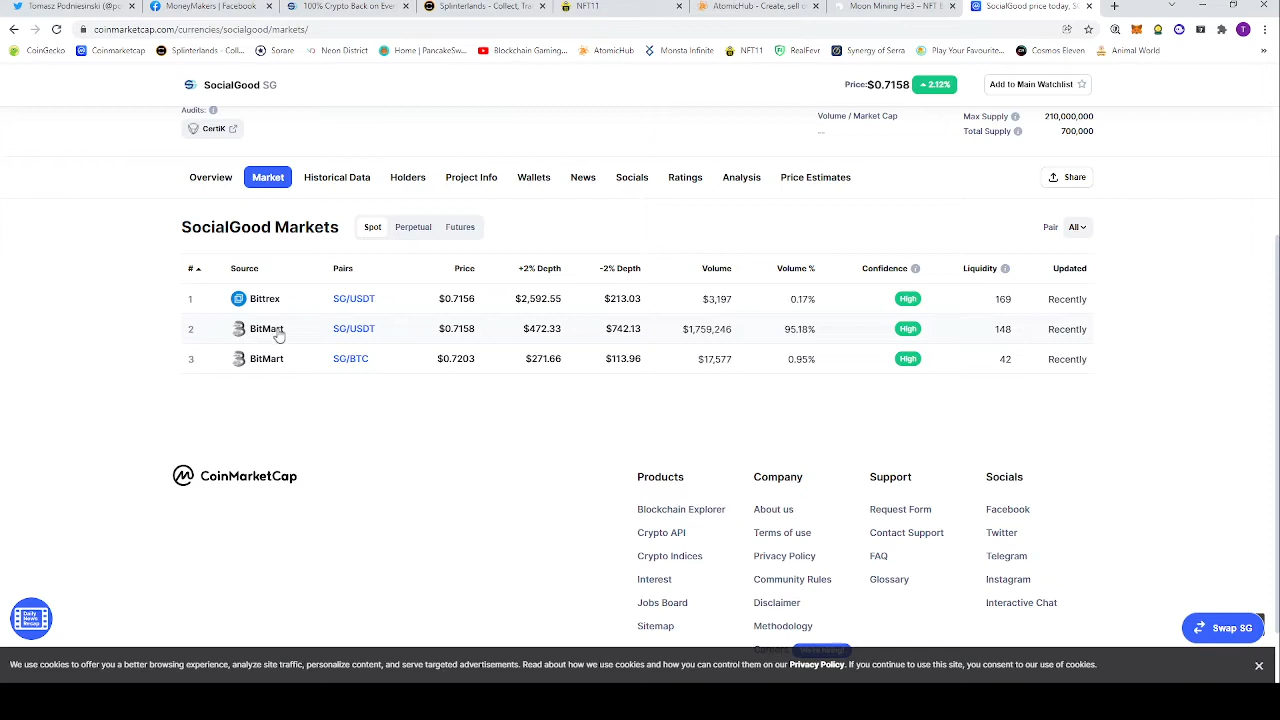 Tomasz Podniesinski (@po
MoneyMakers | Facebook
100% Crypto Back on Ever
Splinterlands - Collect, Tra
NFT11
AtomicHub - Create, sell o
Moon Mining He3 – NFT B
SocialGood price today, SG
coinmarketcap.com/currencies/socialgood/markets/
CoinGecko
Coinmarketcap
Splinterlands - Coll...
Sorare
Neon District
Home | PancakeSw...
Blockchain Gaming...
AtomicHub
Monsta Infinite
NFT11
RealFevr
Synergy of Serra
Play Your Favourite...
Cosmos Eleven
Animal World
SocialGood SG
Price:$0.7158 2.12%
Add to Main Watchlist
Audits:
CertiK
Volume / Market Cap
--
Max Supply 210,000,000
Total Supply 700,000
Overview Market Historical Data Holders Project Info Wallets News Socials Ratings Analysis Price Estimates
Share
SocialGood Markets Spot Perpetual Futures
Pair All
# Source Pairs Price +2% Depth -2% Depth Volume Volume % Confidence Liquidity Updated
1 Bittrex SG/USDT $0.7156 $2,592.55 $213.03 $3,197 0.17% High 169 Recently
2 BitMart SG/USDT $0.7158 $472.33 $742.13 $1,759,246 95.18% High 148 Recently
3 BitMart SG/BTC $0.7203 $271.66 $113.96 $17,577 0.95% High 42 Recently
CoinMarketCap
Products
Blockchain Explorer
Crypto API
Crypto Indices
Interest
Jobs Board
Sitemap
Company
About us
Terms of use
Privacy Policy
Community Rules
Disclaimer
Methodology
Careers We're hiring!
Support
Request Form
Contact Support
FAQ
Glossary
Socials
Facebook
Twitter
Telegram
Instagram
Interactive Chat
Daily
News
Recap
Swap SG
We use cookies to offer you a better browsing experience, analyze site traffic, personalize content, and serve targeted advertisements. Read about how we use cookies and how you can control them on our Privacy Policy. If you continue to use this site, you consent to our use of cookies.